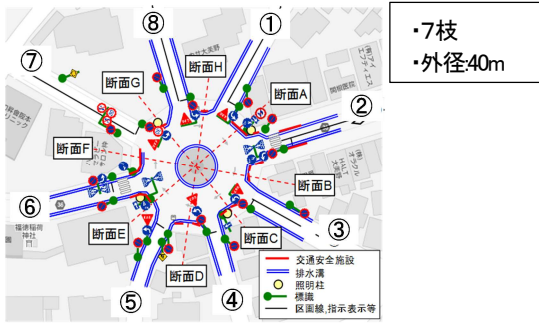 ⑧
①
・7枝
・外径:40m
⑦
断面G
断面H
断面A
②
断面F
断面B
⑥
断面E
断面C
③
断面D
⑤
④
交通安全施設
排水溝
照明柱
標識
区画線,指示表示等